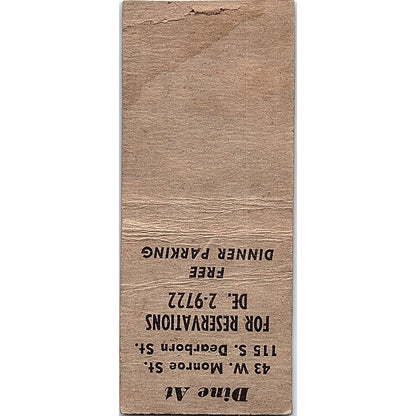 Dine At
43 W. Monroe St.
115 S. Dearborn St.
FOR RESERVATIONS
DE. 2-9722
FREE
DINNER PARKING